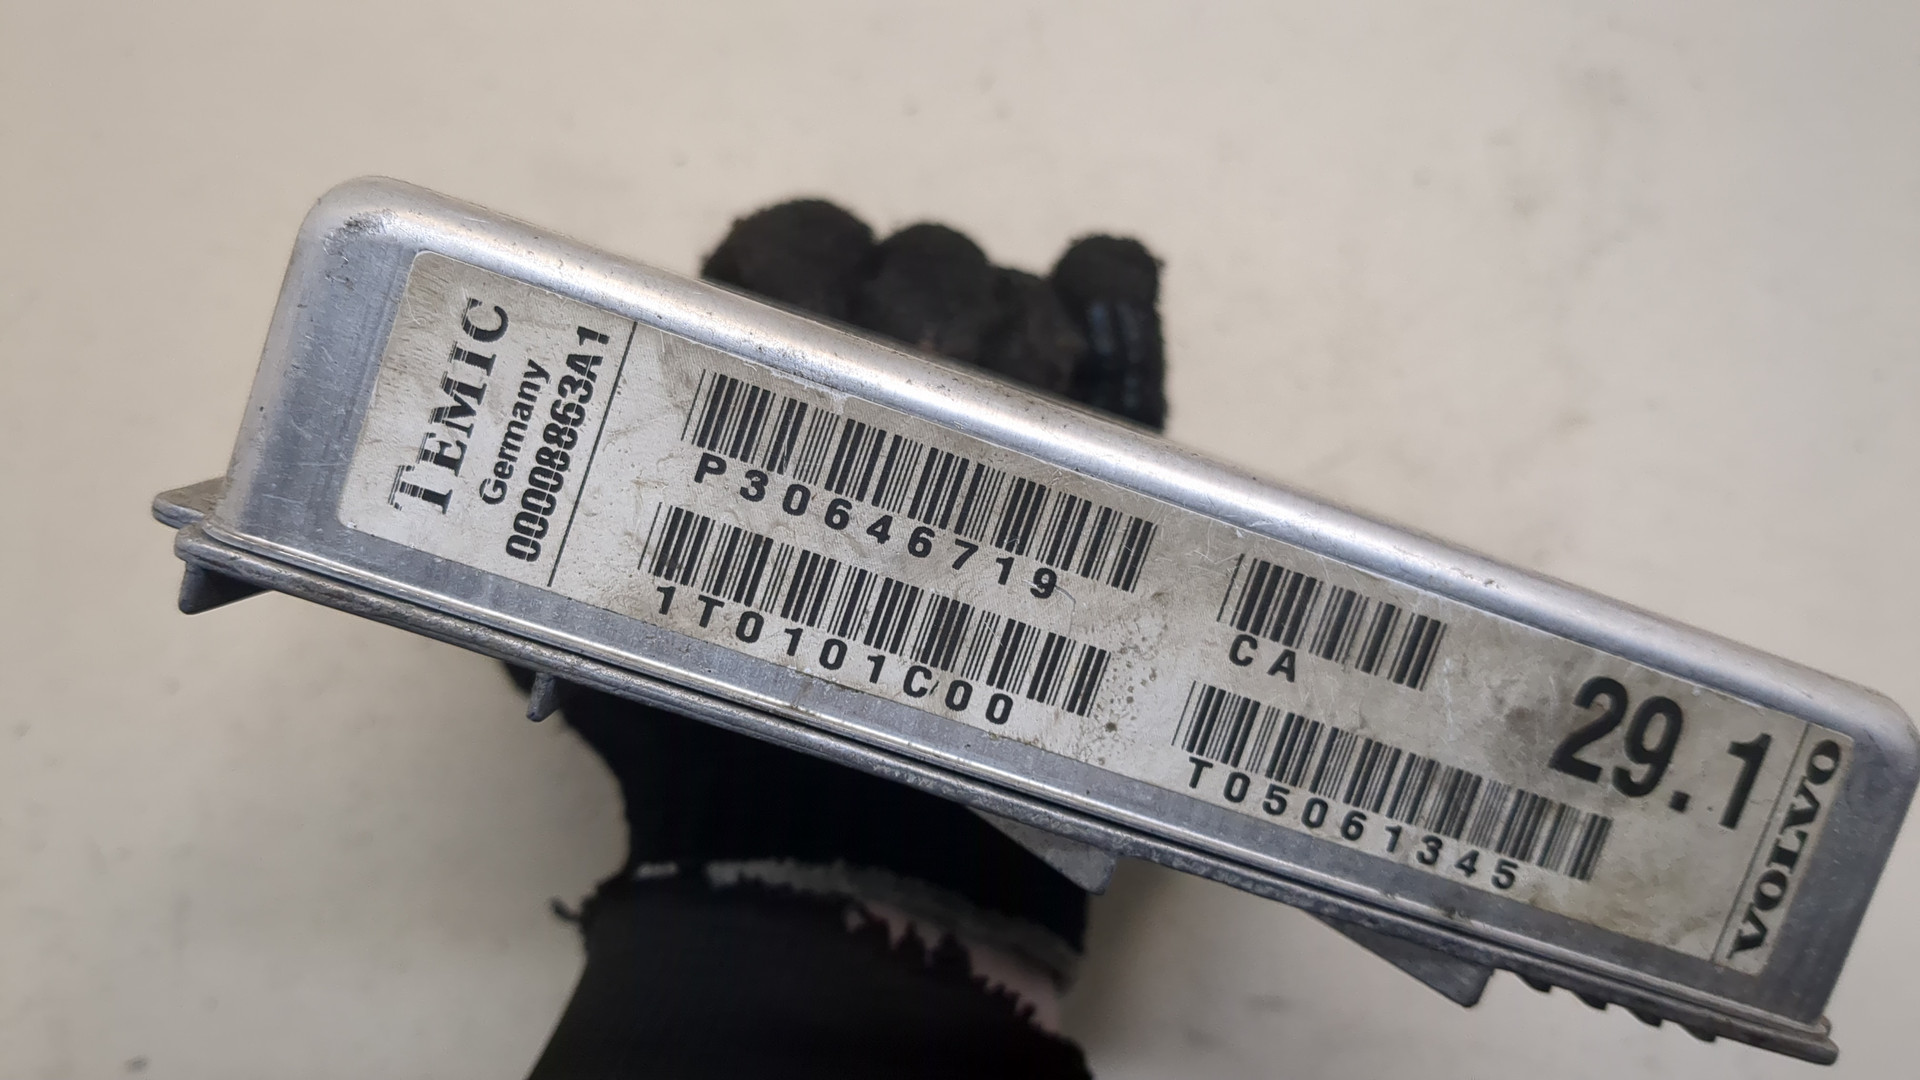 TEMIC
Germany
00008863A1
P30646719
1T0101C00
CA
T05061345
29.1
VOLVO